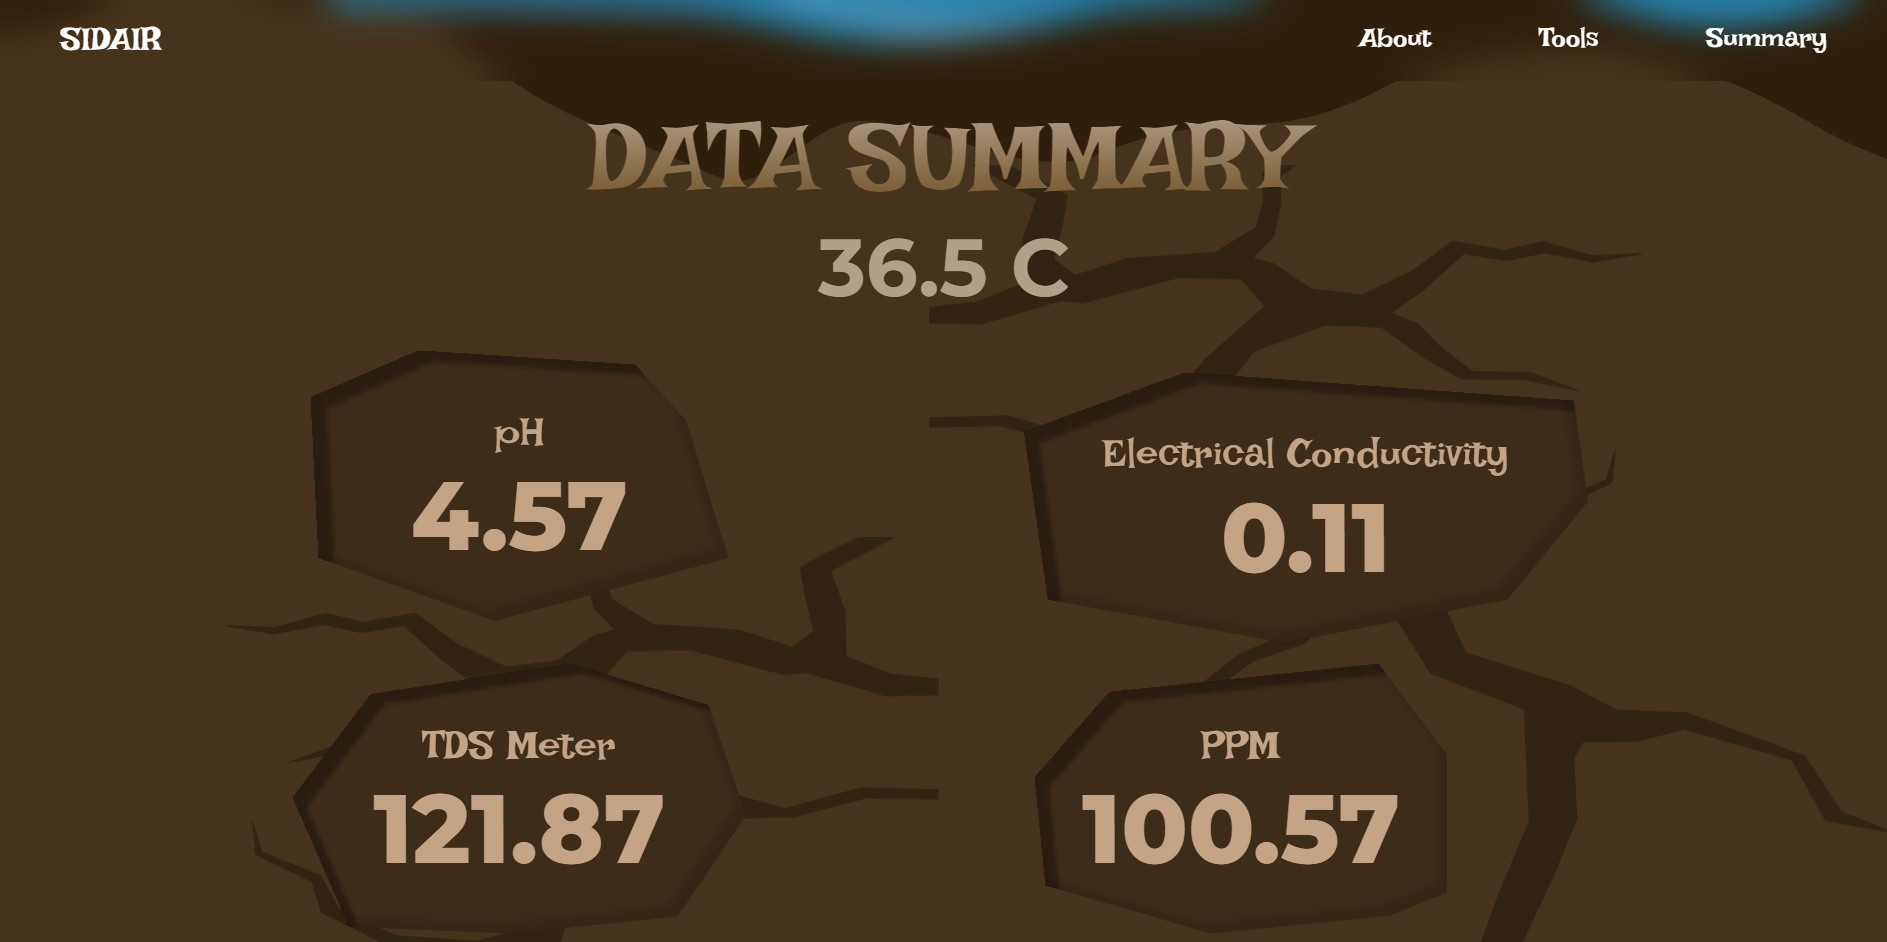 SIDAIR
About
Tools
Summary
DATA SUMMARY
36.5 C
pH
4.57
Electrical Conductivity
0.11
TDS Meter
121.87
PPM
100.57